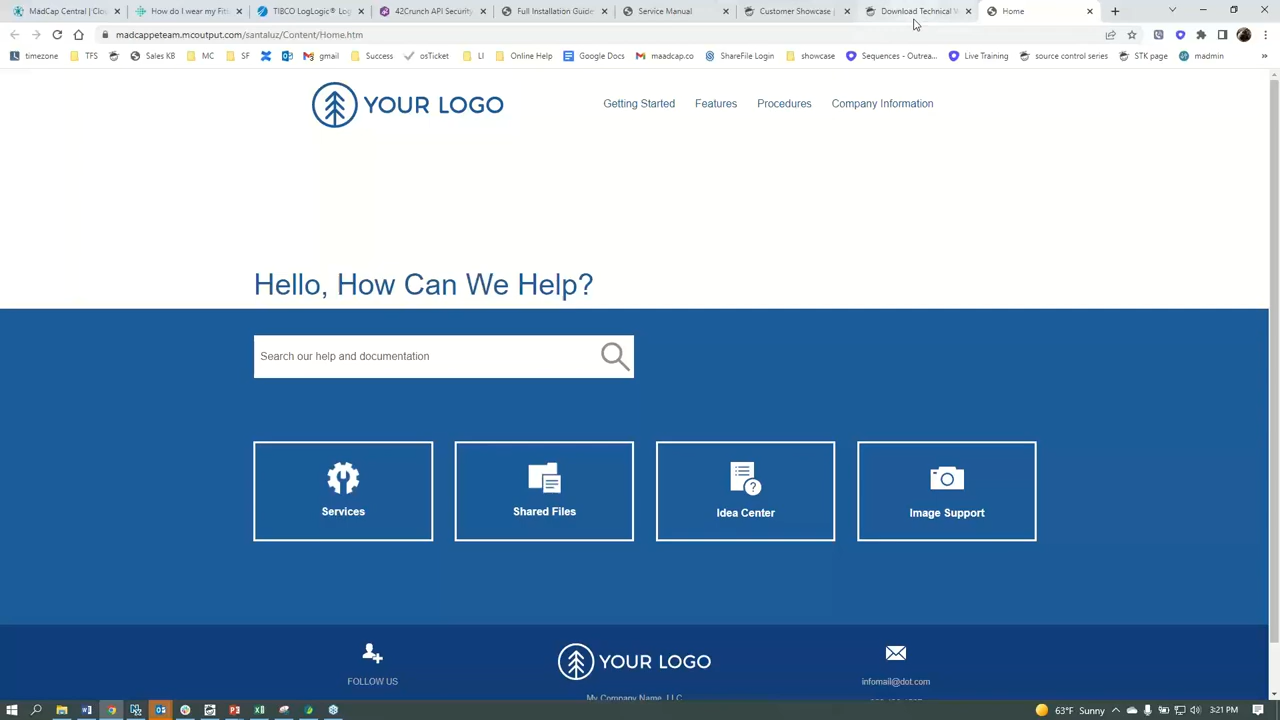 MadCap Central | Clo
How do I wear my Fit
TIBCO LogLogic® Log
42Crunch API Security
Full Installation Guide
Service Manual
Customer Showcase
Download Technical
Home
madcappeteam.mcoutput.com/santaluz/Content/Home.htm
timezone
TFS
Sales KB
MC
SF
gmail
Success
osTicket
LI
Online Help
Google Docs
maadcap.co
ShareFile Login
showcase
Sequences - Outrea...
Live Training
source control series
STK page
madmin
»
YOUR LOGO
Getting Started
Features
Procedures
Company Information
Hello, How Can We Help?
Search our help and documentation
Services
Shared Files
Idea Center
Image Support
FOLLOW US
YOUR LOGO
infomail@dot.com
My Company Name, LLC
63°F Sunny
3:21 PM